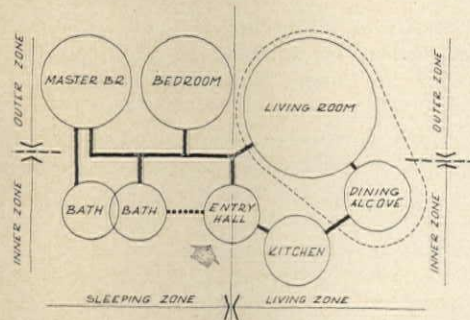 OUTER ZONE
INNER ZONE
MASTER BR
BEDROOM
LIVING ROOM
BATH
BATH
ENTRY
HALL
KITCHEN
DINING
ALCOVE
OUTER ZONE
INNER ZONE
SLEEPING ZONE
LIVING ZONE